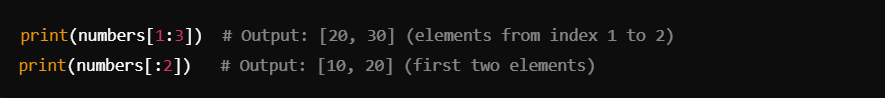 print(numbers[1:3])  # Output: [20, 30] (elements from index 1 to 2)
print(numbers[:2])   # Output: [10, 20] (first two elements)